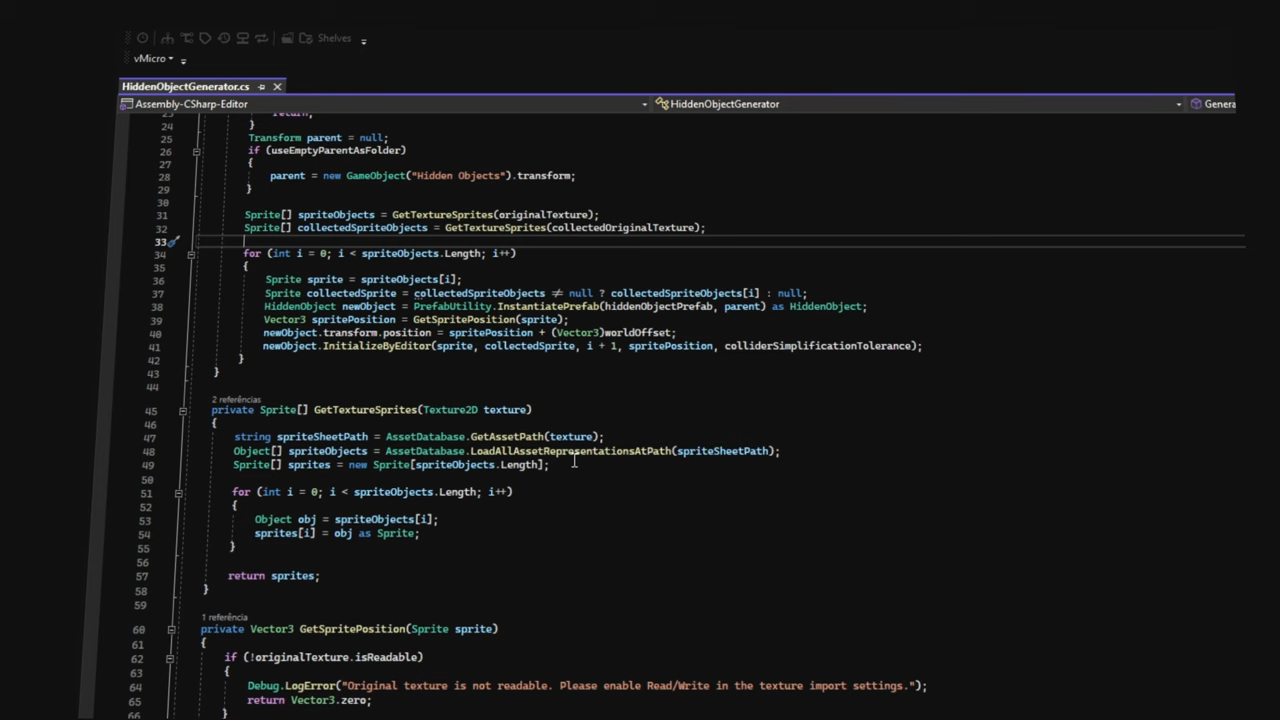 Shelves
vMicro
HiddenObjectGenerator.cs
Assembly-CSharp-Editor HiddenObjectGenerator Genera
23 return;
24 }
25 Transform parent = null;
26 if (useEmptyParentAsFolder)
27 {
28 parent = new GameObject("Hidden Objects").transform;
29 }
30
31 Sprite[] spriteObjects = GetTextureSprites(originalTexture);
32 Sprite[] collectedSpriteObjects = GetTextureSprites(collectedOriginalTexture);
33
34 for (int i = 0; i < spriteObjects.Length; i++)
35 {
36 Sprite sprite = spriteObjects[i];
37 Sprite collectedSprite = collectedSpriteObjects ≠ null ? collectedSpriteObjects[i] : null;
38 HiddenObject newObject = PrefabUtility.InstantiatePrefab(hiddenObjectPrefab, parent) as HiddenObject;
39 Vector3 spritePosition = GetSpritePosition(sprite);
40 newObject.transform.position = spritePosition + (Vector3)worldOffset;
41 newObject.InitializeByEditor(sprite, collectedSprite, i + 1, spritePosition, colliderSimplificationTolerance);
42 }
43 }
44
2 referências
45 private Sprite[] GetTextureSprites(Texture2D texture)
46 {
47 string spriteSheetPath = AssetDatabase.GetAssetPath(texture);
48 Object[] spriteObjects = AssetDatabase.LoadAllAssetRepresentationsAtPath(spriteSheetPath);
49 Sprite[] sprites = new Sprite[spriteObjects.Length];
50
51 for (int i = 0; i < spriteObjects.Length; i++)
52 {
53 Object obj = spriteObjects[i];
54 sprites[i] = obj as Sprite;
55 }
56
57 return sprites;
58 }
59
1 referência
60 private Vector3 GetSpritePosition(Sprite sprite)
61 {
62 if (!originalTexture.isReadable)
63 {
64 Debug.LogError("Original texture is not readable. Please enable Read/Write in the texture import settings.");
65 return Vector3.zero;
66 }